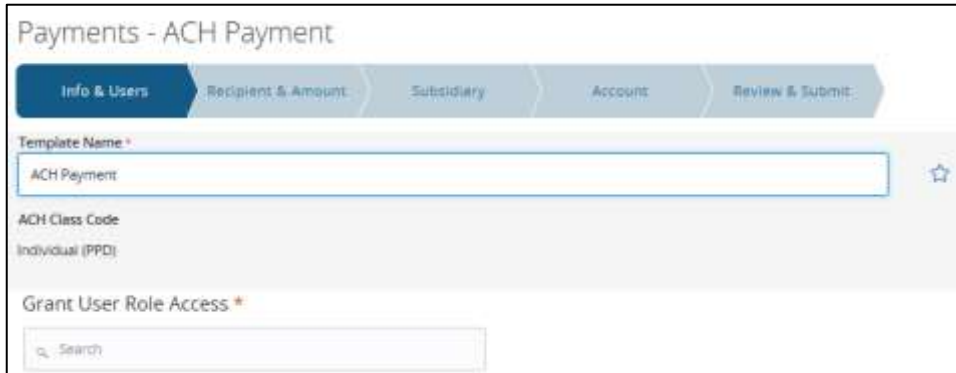 Payments - ACH Payment
Info & Users Recipient & Amount Subsidiary Account Review & Submit
Template Name *
ACH Payment
ACH Class Code
Individual (PPD)
Grant User Role Access *
Search